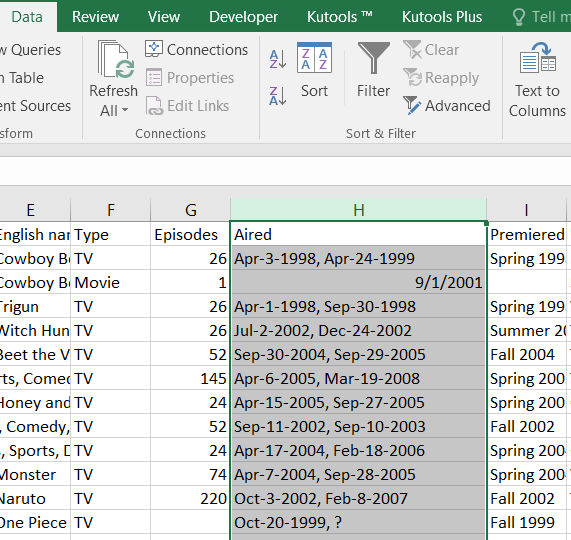 Data Review View Developer Kutools ™ Kutools Plus Tell m
w Queries Connections Clear
n Table Properties Reapply
ent Sources Refresh All Edit Links Sort Filter Advanced Text to Columns
sform Connections Sort & Filter
E F G H I
English nar Type Episodes Aired Premiered
Cowboy Be TV 26 Apr-3-1998, Apr-24-1999 Spring 199
Cowboy Be Movie 1 9/1/2001
Trigun TV 26 Apr-1-1998, Sep-30-1998 Spring 199
Witch Hun TV 26 Jul-2-2002, Dec-24-2002 Summer 20
Beet the V TV 52 Sep-30-2004, Sep-29-2005 Fall 2004
rts, Comed TV 145 Apr-6-2005, Mar-19-2008 Spring 200
Honey and TV 24 Apr-15-2005, Sep-27-2005 Spring 200
, Comedy, TV 52 Sep-11-2002, Sep-10-2003 Fall 2002
s, Sports, D TV 24 Apr-17-2004, Feb-18-2006 Spring 200
Monster TV 74 Apr-7-2004, Sep-28-2005 Spring 200
Naruto TV 220 Oct-3-2002, Feb-8-2007 Fall 2002
One Piece TV Oct-20-1999, ? Fall 1999